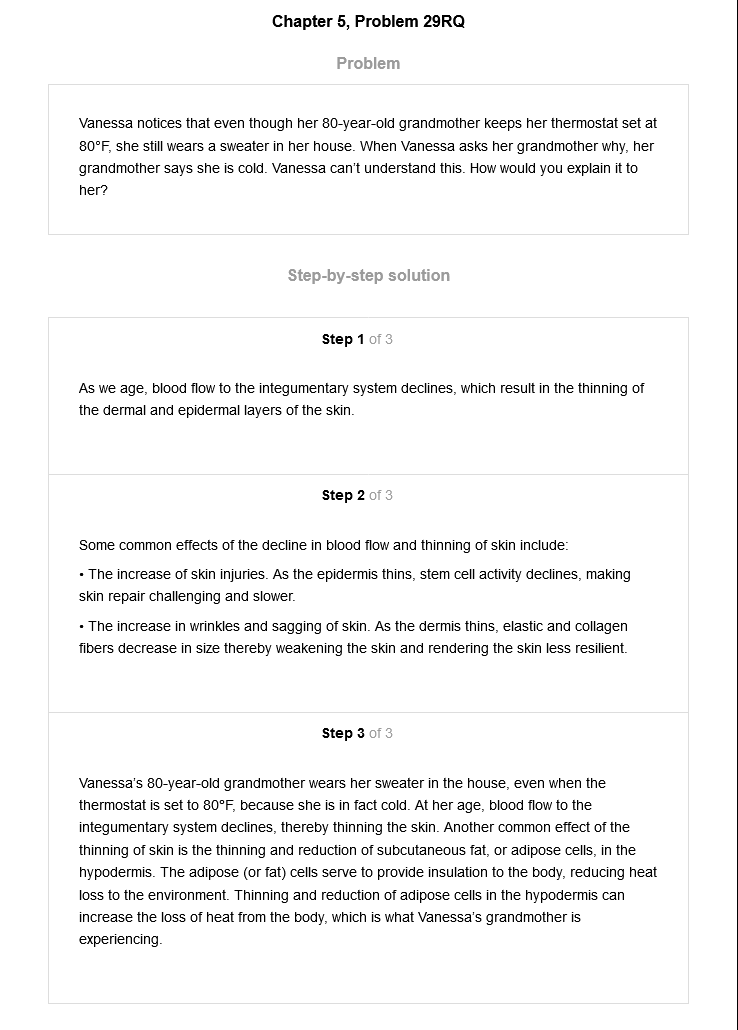 Chapter 5, Problem 29RQ
Problem
Vanessa notices that even though her 80-year-old grandmother keeps her thermostat set at
80°F, she still wears a sweater in her house. When Vanessa asks her grandmother why, her
grandmother says she is cold. Vanessa can't understand this. How would you explain it to
her?
Step-by-step solution
Step 1 of 3
As we age, blood flow to the integumentary system declines, which result in the thinning of
the dermal and epidermal layers of the skin.
Step 2 of 3
Some common effects of the decline in blood flow and thinning of skin include:
• The increase of skin injuries. As the epidermis thins, stem cell activity declines, making
skin repair challenging and slower.
• The increase in wrinkles and sagging of skin. As the dermis thins, elastic and collagen
fibers decrease in size thereby weakening the skin and rendering the skin less resilient.
Step 3 of 3
Vanessa's 80-year-old grandmother wears her sweater in the house, even when the
thermostat is set to 80°F, because she is in fact cold. At her age, blood flow to the
integumentary system declines, thereby thinning the skin. Another common effect of the
thinning of skin is the thinning and reduction of subcutaneous fat, or adipose cells, in the
hypodermis. The adipose (or fat) cells serve to provide insulation to the body, reducing heat
loss to the environment. Thinning and reduction of adipose cells in the hypodermis can
increase the loss of heat from the body, which is what Vanessa's grandmother is
experiencing.